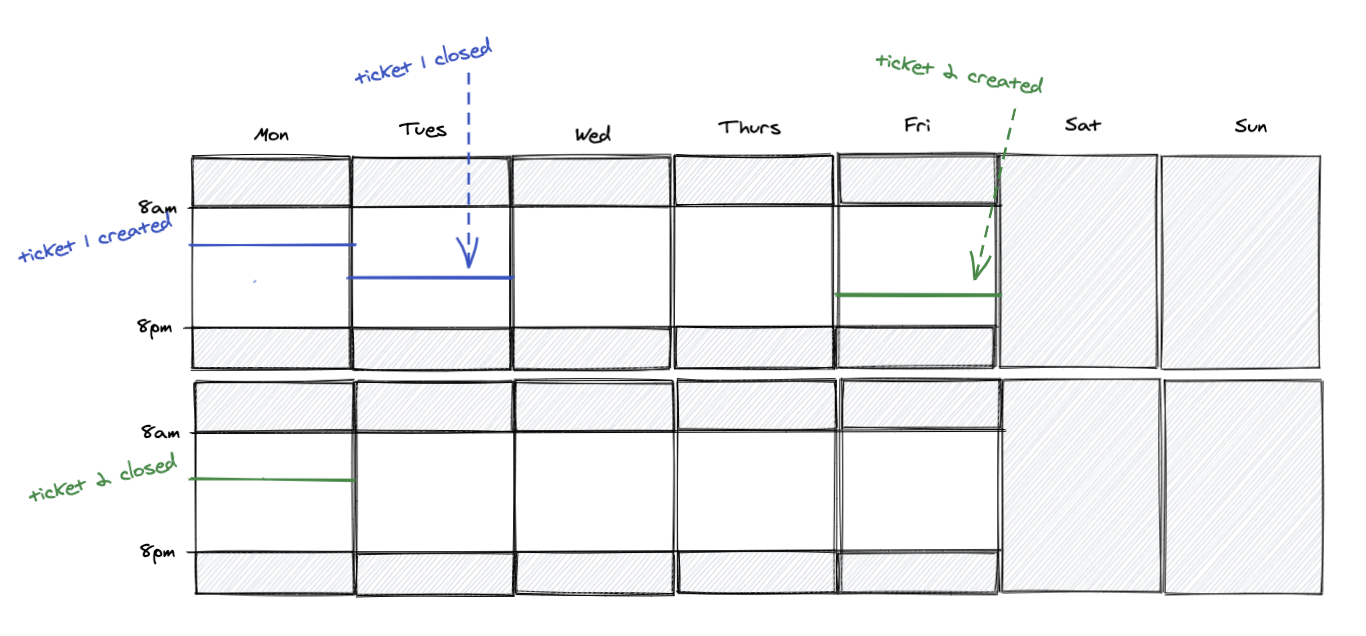 ticket 1 closed
ticket 2 created
Mon
Tues
Wed
Thurs
Fri
Sat
Sun
8am
ticket 1 created
8pm
8am
ticket 2 closed
8pm